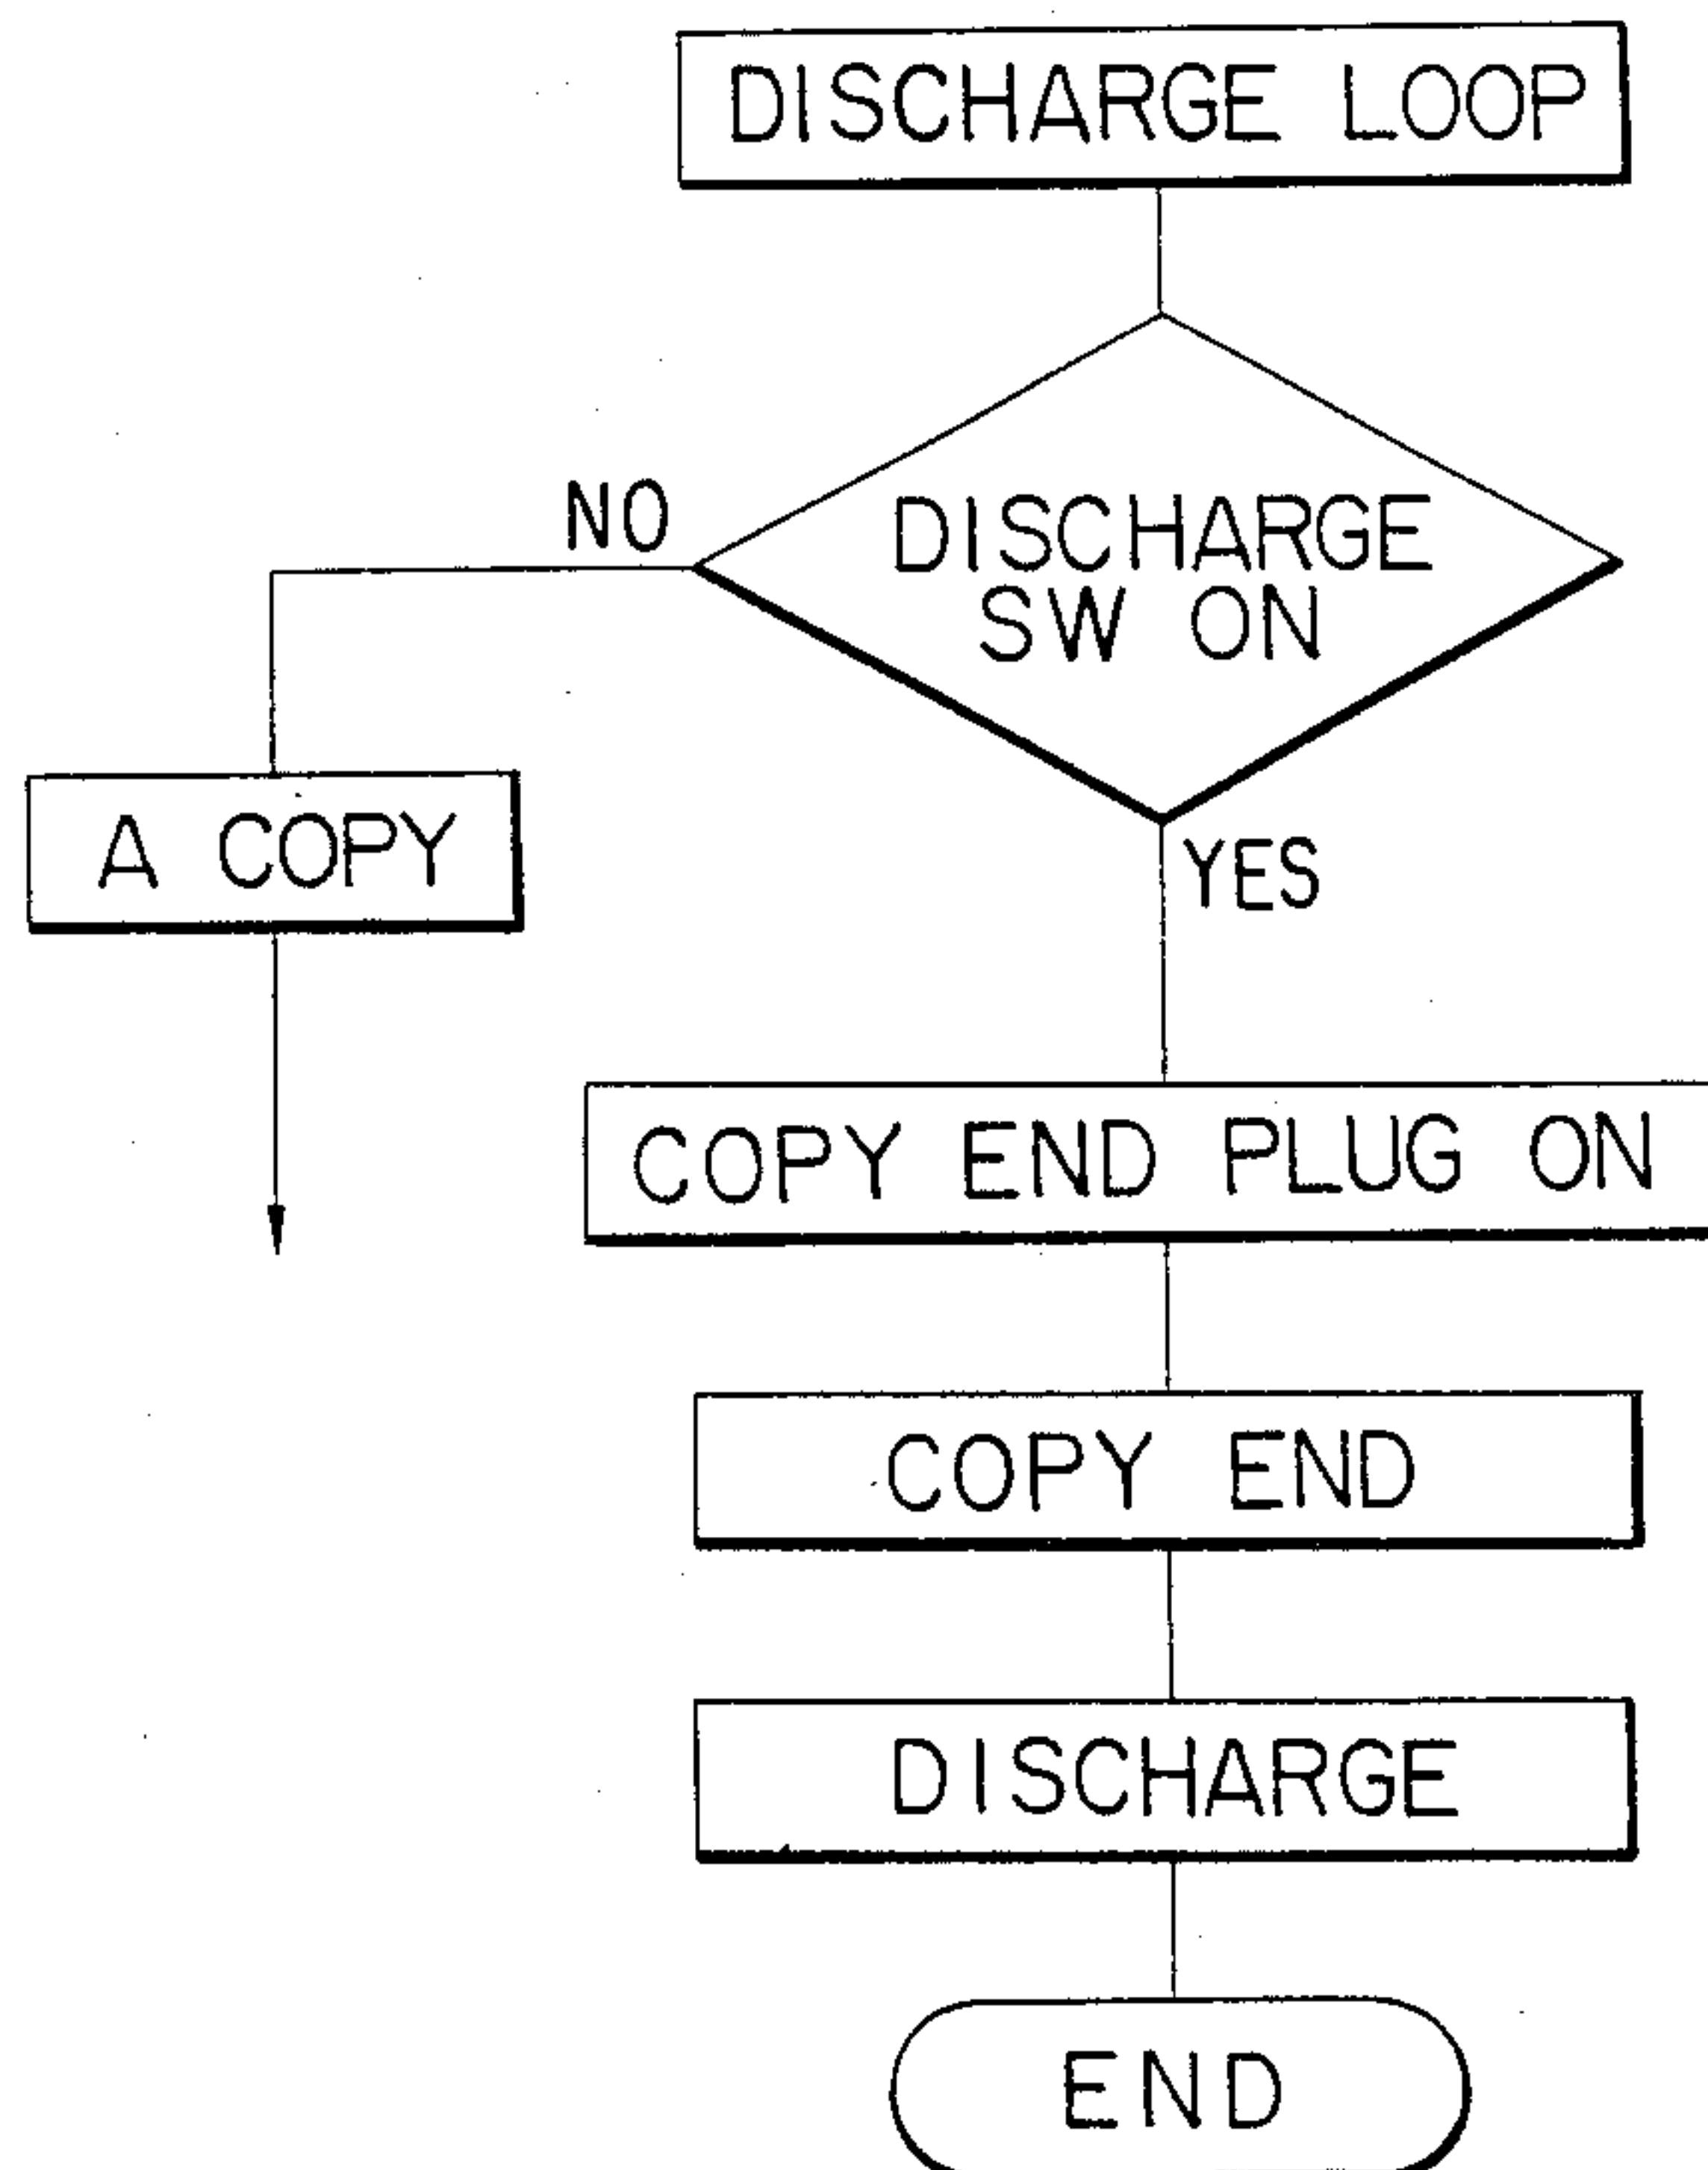 DISCHARGE LOOP
NO
DISCHARGE
SW ON
A COPY
YES
COPY END PLUG ON
COPY END
DISCHARGE
END